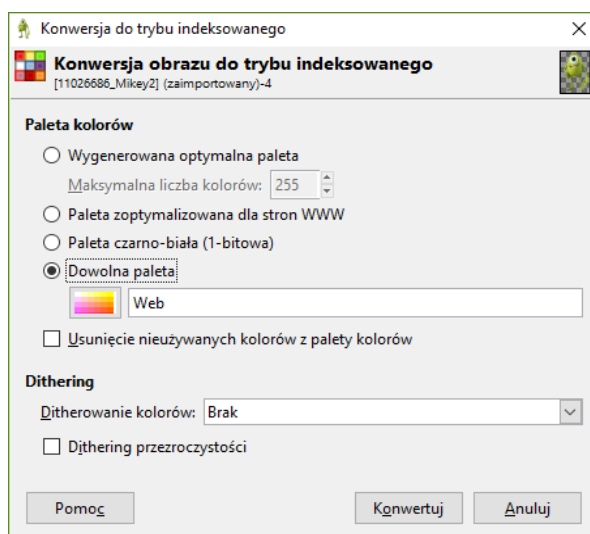 Konwersja do trybu indeksowanego
Konwersja obrazu do trybu indeksowanego
[11026686_Mikey2] (zaimportowany)-4
Paleta kolorów
Wygenerowana optymalna paleta
Maksymalna liczba kolorów: 255
Paleta zoptymalizowana dla stron WWW
Paleta czarno-biała (1-bitowa)
Dowolna paleta
Web
Usunięcie nieużywanych kolorów z palety kolorów
Dithering
Ditherowanie kolorów: Brak
Dithering przezroczystości
Pomoc Konwertuj Anuluj